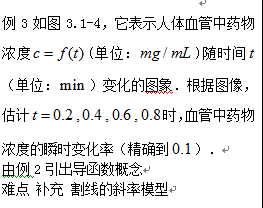 例 3 如图 3.1-4，它表示人体血管中药物
浓度 c = f(t) (单位：mg / mL) 随时间 t
（单位：min ）变化的图象．根据图像，
估计 t = 0.2 , 0.4 , 0.6 , 0.8 时，血管中药物
浓度的瞬时变化率（精确到 0.1 ）．
由例 2 引出导函数概念
难点 补充 割线的斜率模型